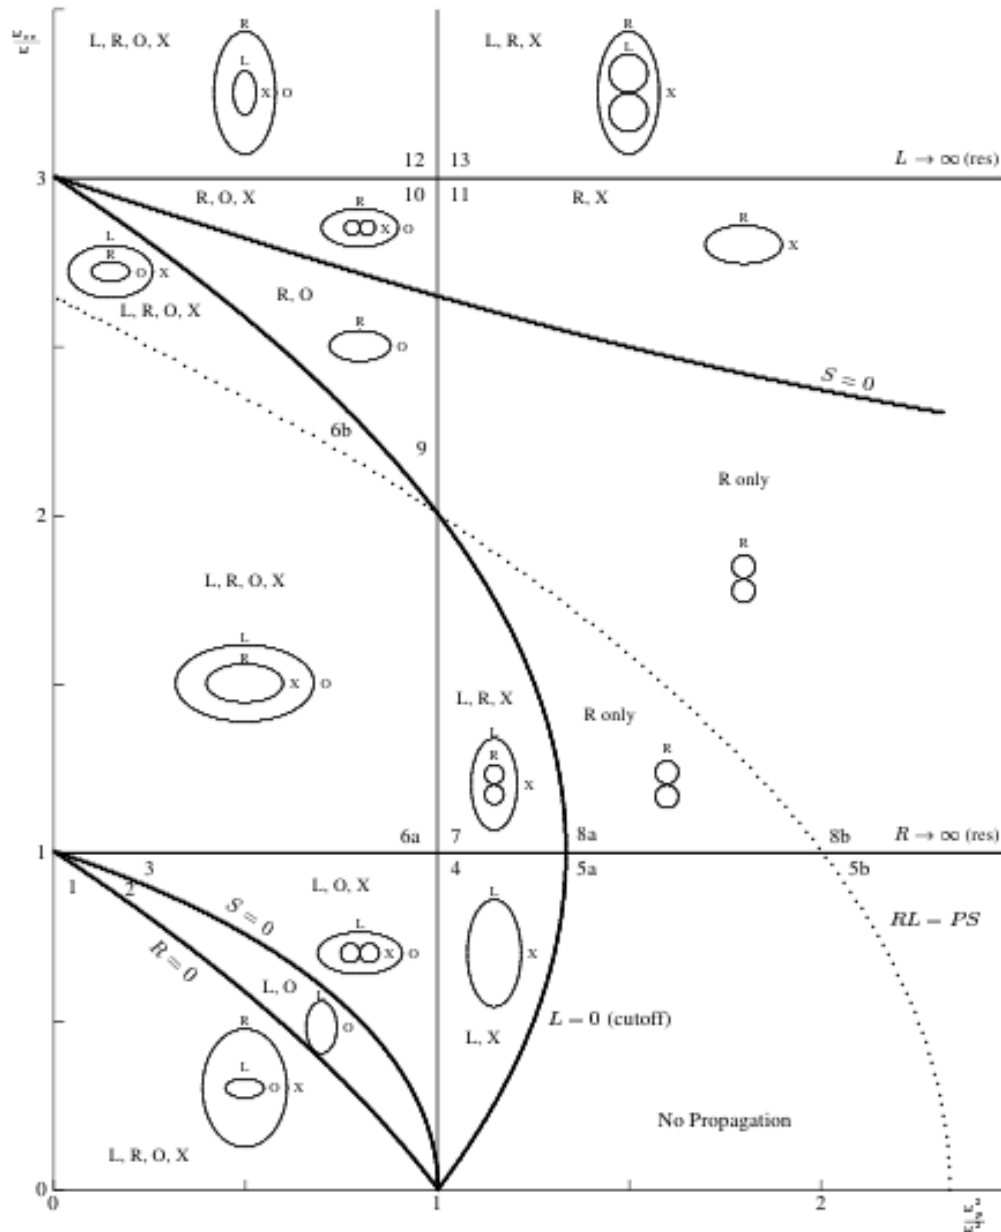 L, R, O, X
R
L
X O
L, R, X
R
L
X
12 13
L → ∞ (res)
3
10 11
R, O, X
R
X O
R, X
R
X
L
R
O X
L, R, O, X
R, O
R
O
S = 0
6b
9
R only
2
R
L, R, O, X
L
R
X O
L, R, X
L
R
X
R only
R
6a 7 8a 8b
R → ∞ (res)
1
1 2 3
4 5a 5b
L, O, X
L
X O
L
X
S = 0
R = 0
RL = PS
L, O
L
O
L = 0 (cutoff)
L, X
R
L
O X
No Propagation
L, R, O, X
0
0 1 2